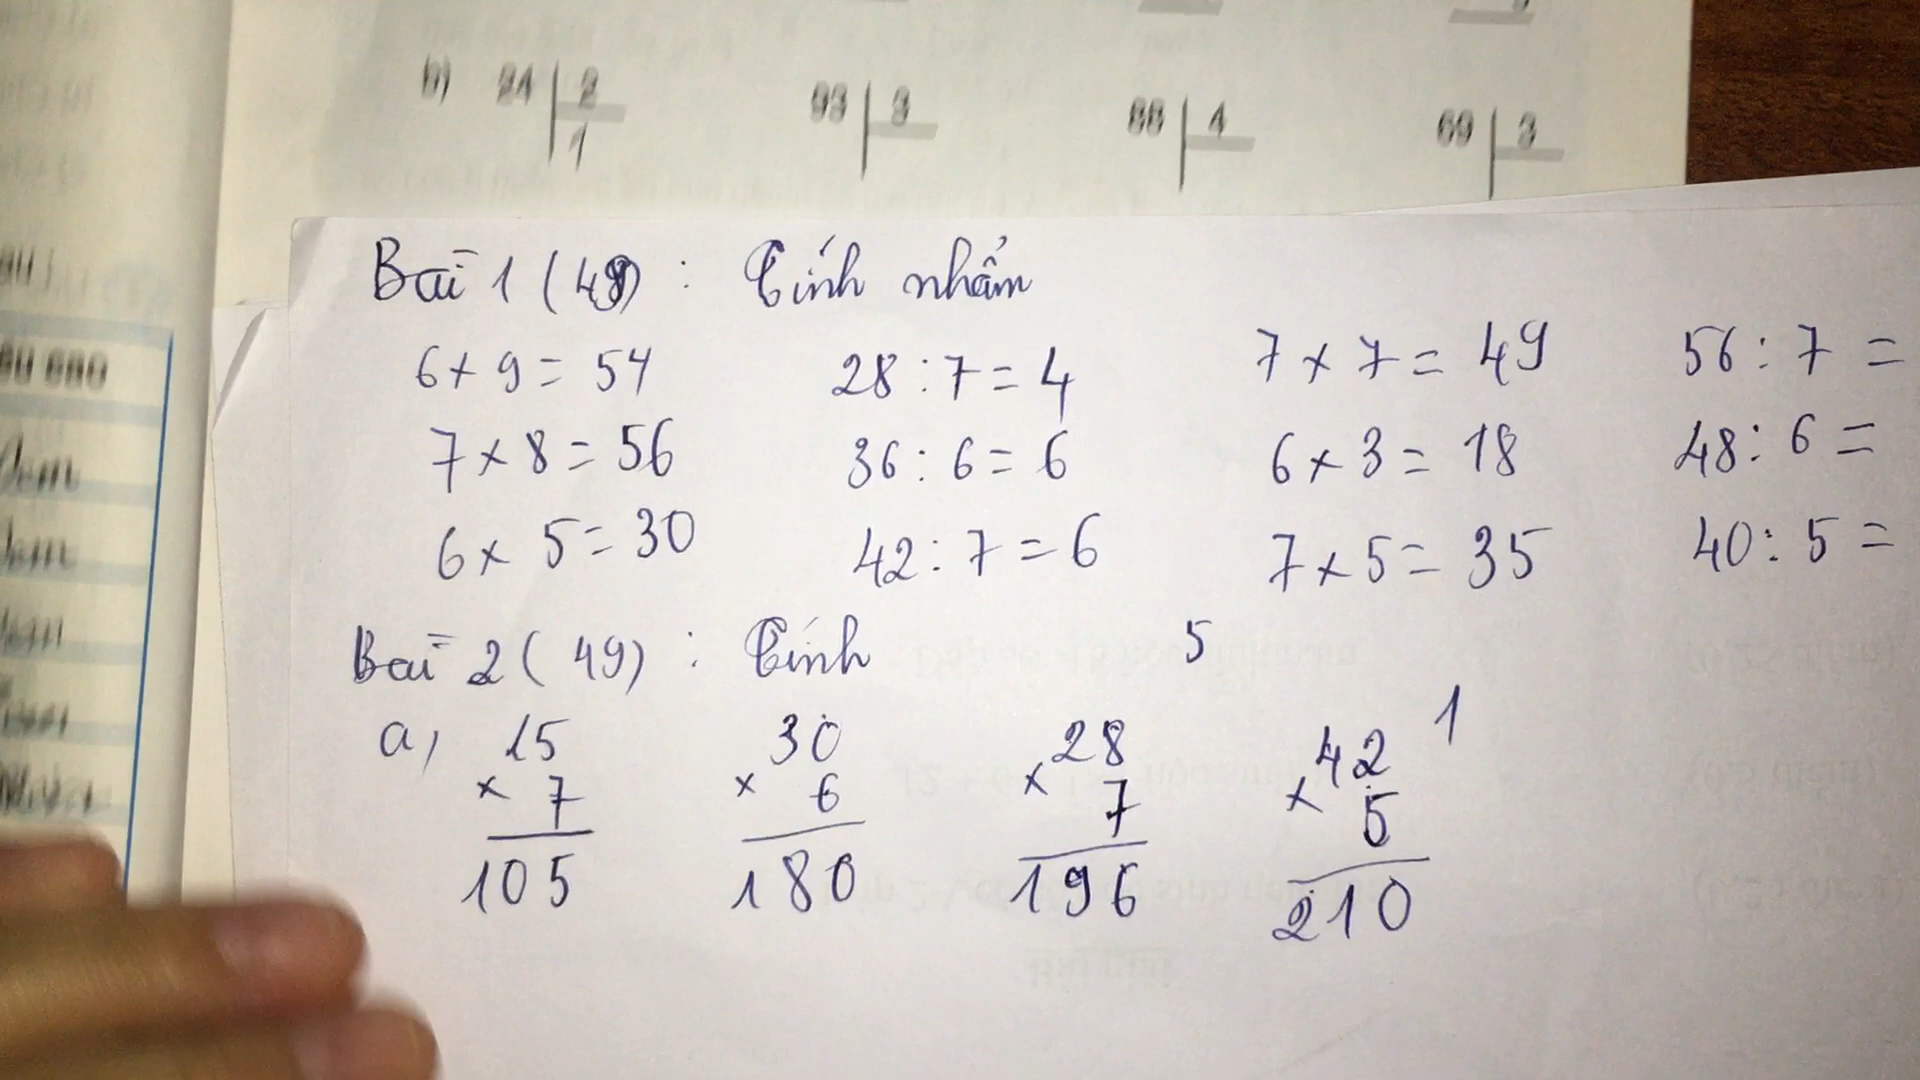 b) 24 2 93 3 88 4 69 3
1
Bài 1 (49) : Tính nhẩm
6 x 9 = 54 28 : 7 = 4 7 x 7 = 49 56 : 7 =
7 x 8 = 56 36 : 6 = 6 6 x 3 = 18 48 : 6 =
6 x 5 = 30 42 : 7 = 6 7 x 5 = 35 40 : 5 =
Bài 2 (49) : Tính 5
a, 15 30 28 42 1
x 7 x 6 x 7 x 5
105 180 196 210